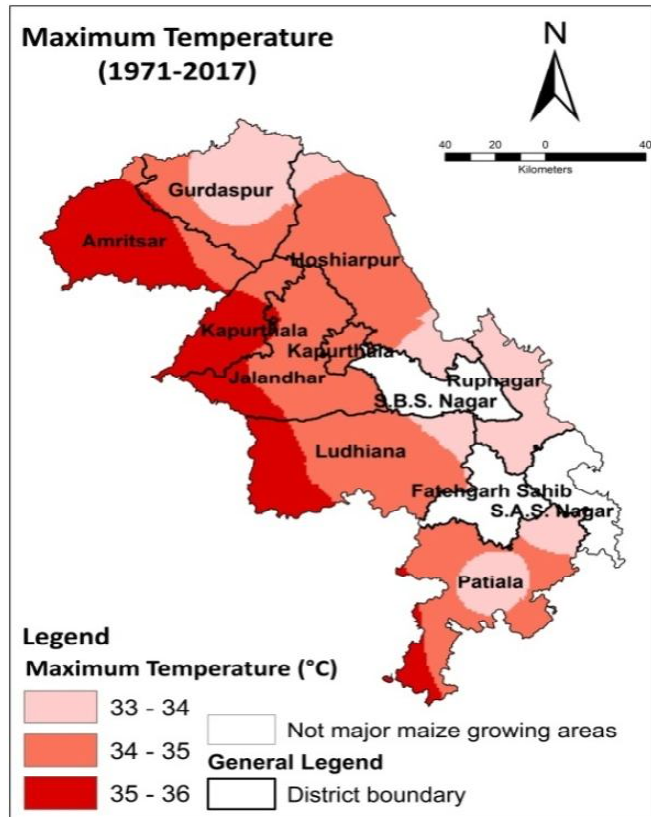 Maximum Temperature
(1971-2017)
N
40 20 0 40
Kilometers
Gurdaspur
Amritsar
Hoshiarpur
Kapurthala
Kapurthala
Jalandhar
Rupnagar
S.B.S. Nagar
Ludhiana
Fatehgarh Sahib
S.A.S. Nagar
Patiala
Legend
Maximum Temperature (°C)
33 - 34
34 - 35
35 - 36
Not major maize growing areas
General Legend
District boundary